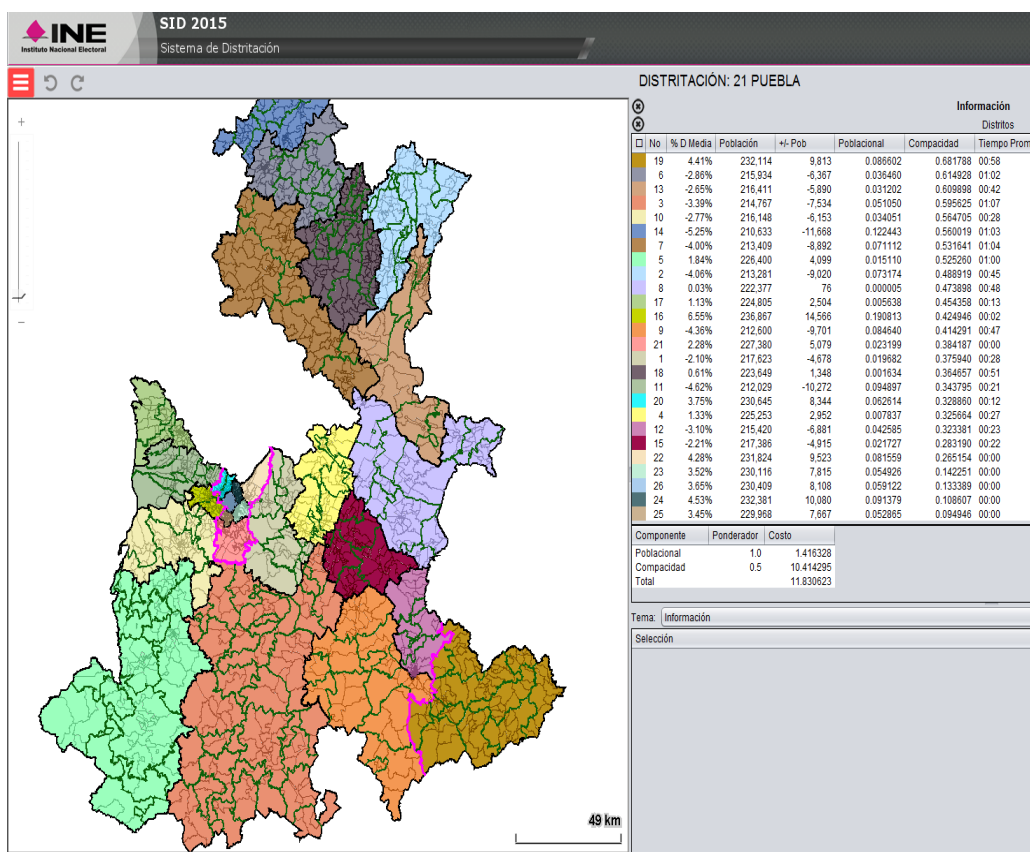 INE
Instituto Nacional Electoral
SID 2015
Sistema de Distritación
DISTRITACIÓN: 21 PUEBLA
Información
Distritos
No % D Media Población +/- Pob Poblacional Compacidad Tiempo Prom
19 4.41% 232,114 9,813 0.086602 0.681788 00:58
6 -2.86% 215,934 -6,367 0.036460 0.614928 01:02
13 -2.65% 216,411 -5,890 0.031202 0.609898 00:42
3 -3.39% 214,767 -7,534 0.051050 0.595625 01:07
10 -2.77% 216,148 -6,153 0.034051 0.564705 00:28
14 -5.25% 210,633 -11,668 0.122443 0.560019 01:03
7 -4.00% 213,409 -8,892 0.071112 0.531641 01:04
5 1.84% 226,400 4,099 0.015110 0.525260 01:00
2 -4.06% 213,281 -9,020 0.073174 0.488919 00:45
8 0.03% 222,377 76 0.000005 0.473898 00:48
17 1.13% 224,805 2,504 0.005638 0.454358 00:13
16 6.55% 236,867 14,566 0.190813 0.424946 00:02
9 -4.36% 212,600 -9,701 0.084640 0.414291 00:47
21 2.28% 227,380 5,079 0.023199 0.384187 00:00
1 -2.10% 217,623 -4,678 0.019682 0.375940 00:28
18 0.61% 223,649 1,348 0.001634 0.364657 00:51
11 -4.62% 212,029 -10,272 0.094897 0.343795 00:21
20 3.75% 230,645 8,344 0.062614 0.328860 00:12
4 1.33% 225,253 2,952 0.007837 0.325664 00:27
12 -3.10% 215,420 -6,881 0.042585 0.323381 00:23
15 -2.21% 217,386 -4,915 0.021727 0.283190 00:22
22 4.28% 231,824 9,523 0.081559 0.265154 00:00
23 3.52% 230,116 7,815 0.054926 0.142251 00:00
26 3.65% 230,409 8,108 0.059122 0.133389 00:00
24 4.53% 232,381 10,080 0.091379 0.108607 00:00
25 3.45% 229,968 7,667 0.052865 0.094946 00:00
Componente Ponderador Costo
Poblacional 1.0 1.416328
Compacidad 0.5 10.414295
Total 11.830623
Tema: Información
Selección
49 km